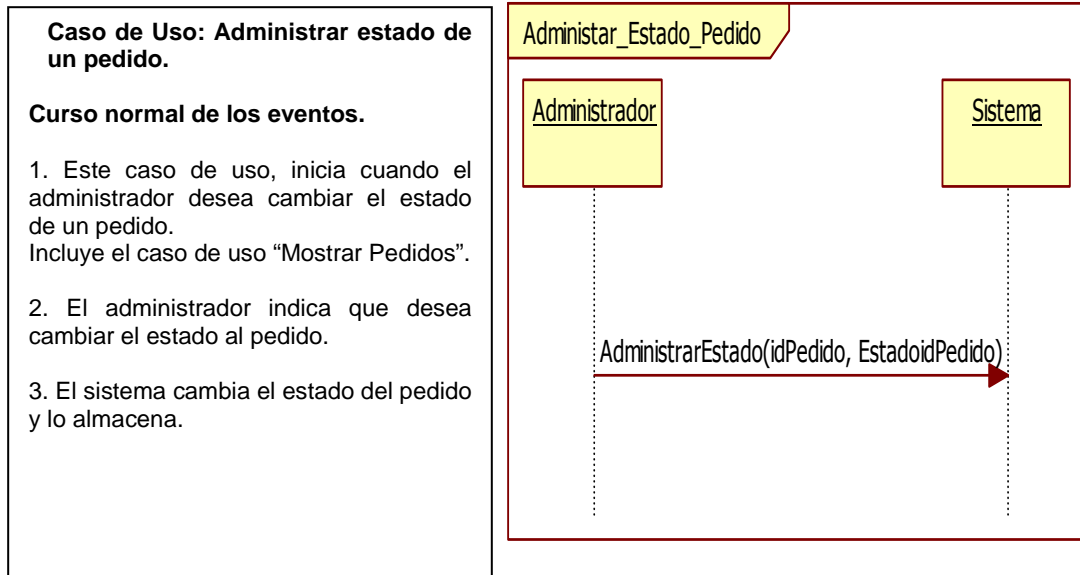 Caso de Uso: Administrar estado de
un pedido.
Curso normal de los eventos.
1. Este caso de uso, inicia cuando el
administrador desea cambiar el estado
de un pedido.
Incluye el caso de uso “Mostrar Pedidos”.
2. El administrador indica que desea
cambiar el estado al pedido.
3. El sistema cambia el estado del pedido
y lo almacena.
Administar_Estado_Pedido
Administrador
Sistema
AdministrarEstado(idPedido, EstadoidPedido)